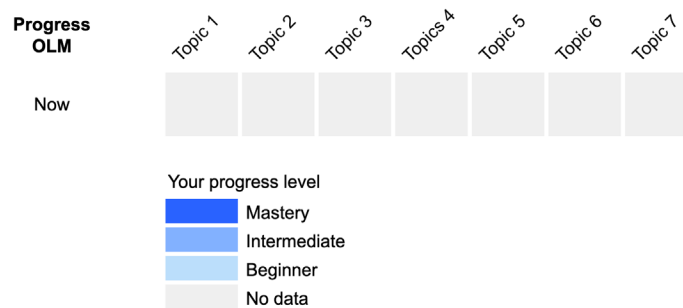 Progress
OLM
Topic 1
Topic 2
Topic 3
Topics 4
Topic 5
Topic 6
Topic 7
Now
Your progress level
Mastery
Intermediate
Beginner
No data